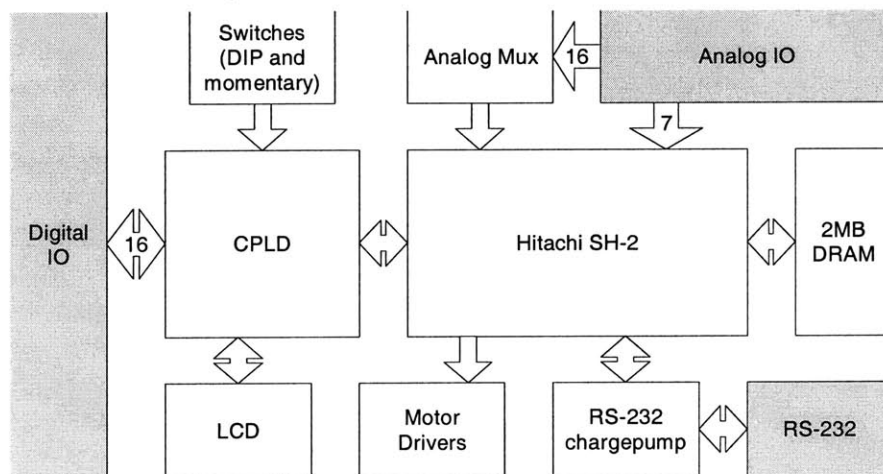 Switches
(DIP and
momentary)
Analog Mux
16
Analog IO
7
Digital
IO
16
CPLD
Hitachi SH-2
2MB
DRAM
LCD
Motor
Drivers
RS-232
chargepump
RS-232